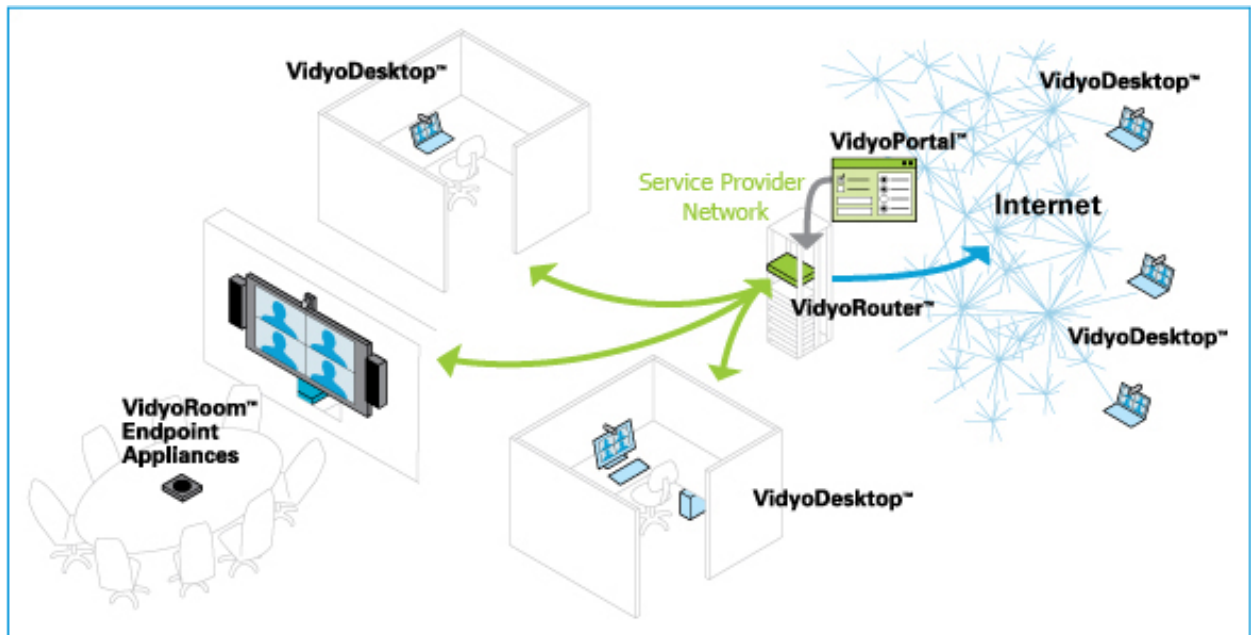 VidyoDesktop™
VidyoDesktop™
VidyoPortal™
Service Provider
Network
Internet
VidyoRouter™
VidyoDesktop™
VidyoRoom™
Endpoint
Appliances
VidyoDesktop™